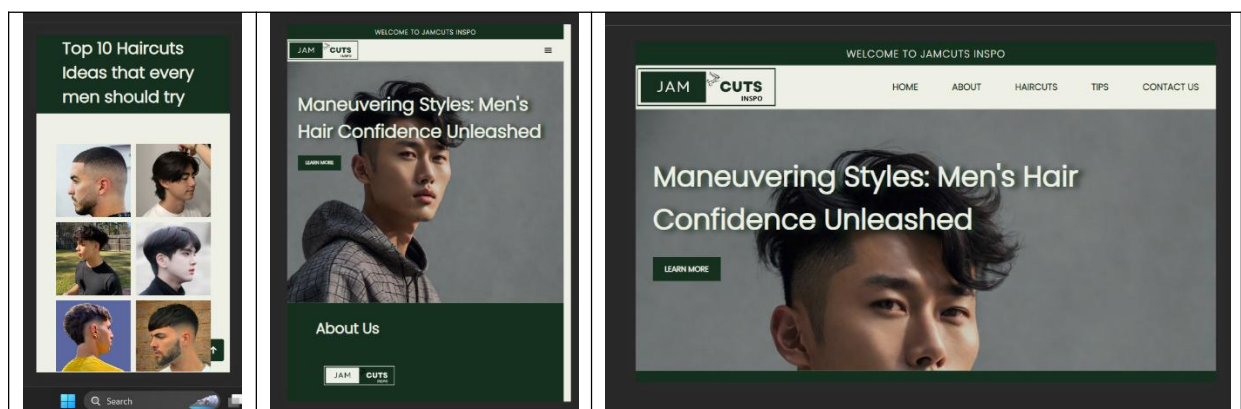 Top 10 Haircuts
Ideas that every
men should try
Search
WELCOME TO JAMCUTS INSPO
JAM CUTS
INSPO
Maneuvering Styles: Men's
Hair Confidence Unleashed
LEARN MORE
About Us
JAM CUTS
INSPO
WELCOME TO JAMCUTS INSPO
JAM CUTS
INSPO
HOME ABOUT HAIRCUTS TIPS CONTACT US
Maneuvering Styles: Men's Hair
Confidence Unleashed
LEARN MORE